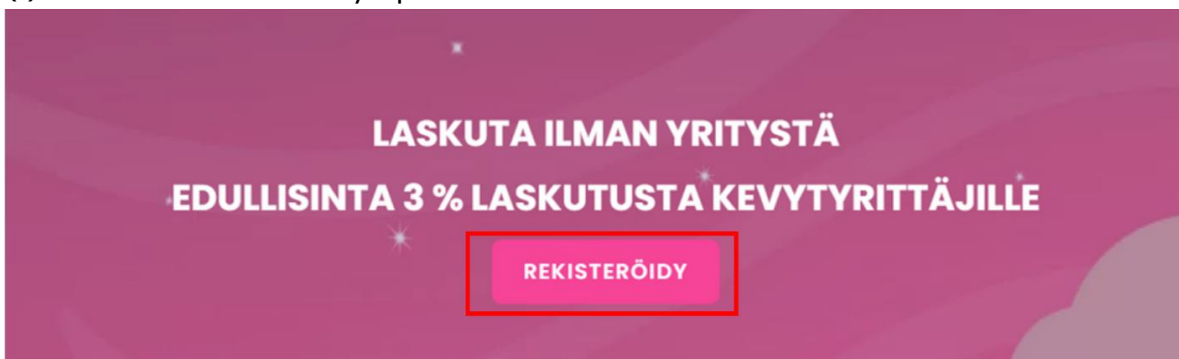 LASKUTA ILMAN YRITYSTÄ
EDULLISINTA 3 % LASKUTUSTA KEVYTYRITTÄJILLE
REKISTERÖIDY